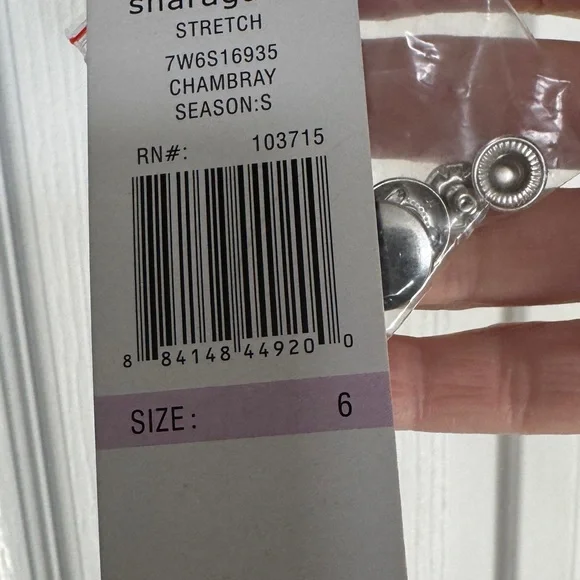 STRETCH
7W6S16935
CHAMBRAY
SEASON:S
RN#: 103715
8 84148 44920 0
SIZE: 6